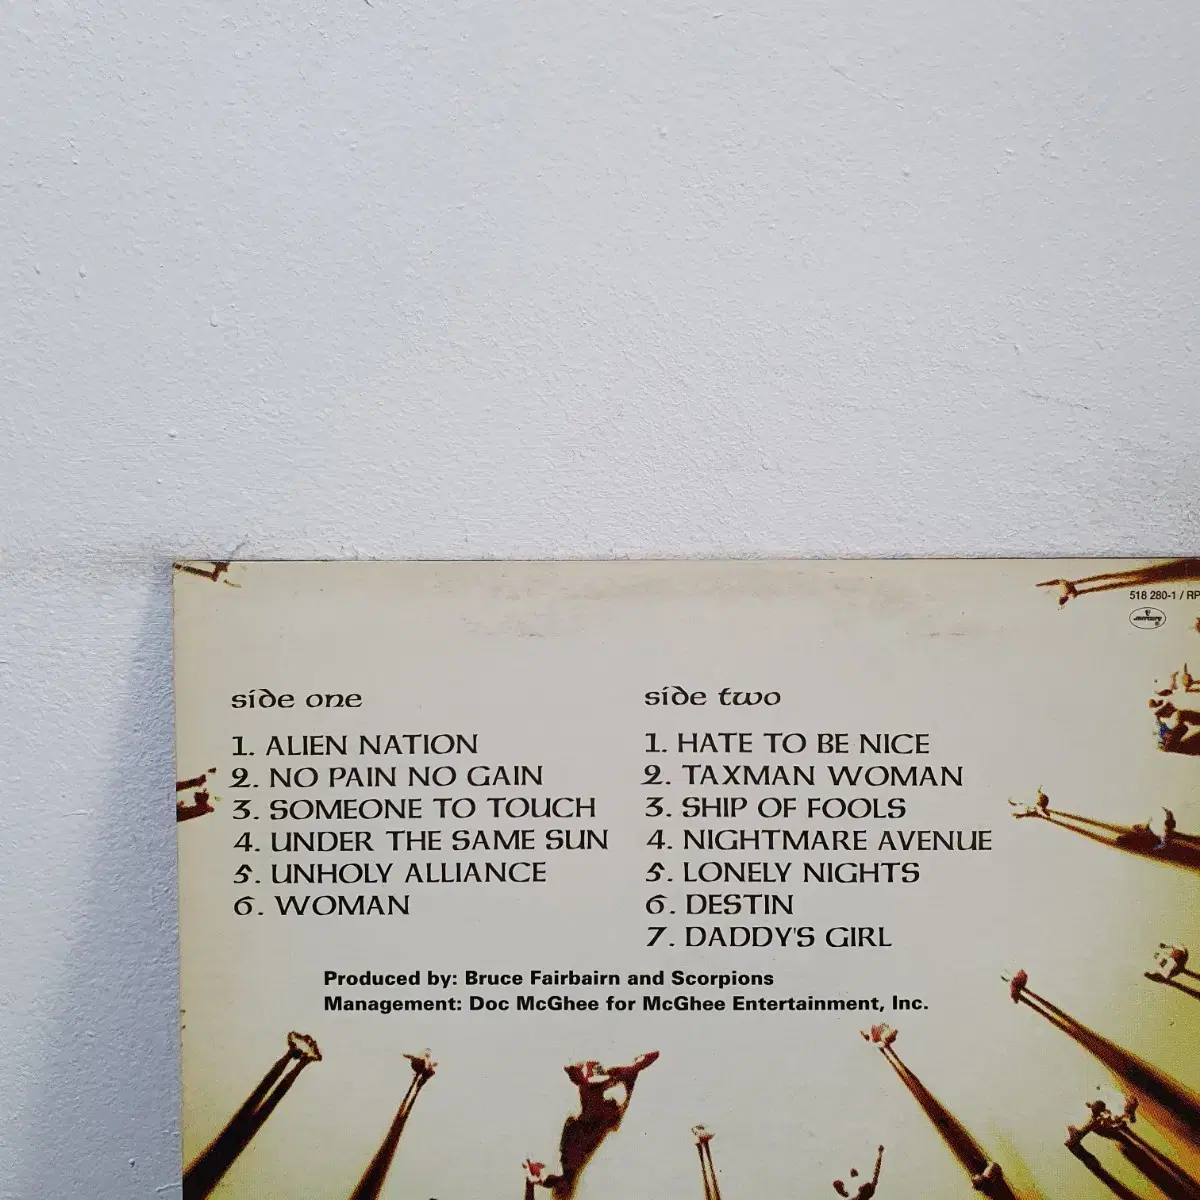 518 280-1 / RP
mercury
side one
1. ALIEN NATION
2. NO PAIN NO GAIN
3. SOMEONE TO TOUCH
4. UNDER THE SAME SUN
5. UNHOLY ALLIANCE
6. WOMAN
side two
1. HATE TO BE NICE
2. TAXMAN WOMAN
3. SHIP OF FOOLS
4. NIGHTMARE AVENUE
5. LONELY NIGHTS
6. DESTIN
7. DADDY'S GIRL
Produced by: Bruce Fairbairn and Scorpions
Management: Doc McGhee for McGhee Entertainment, Inc.